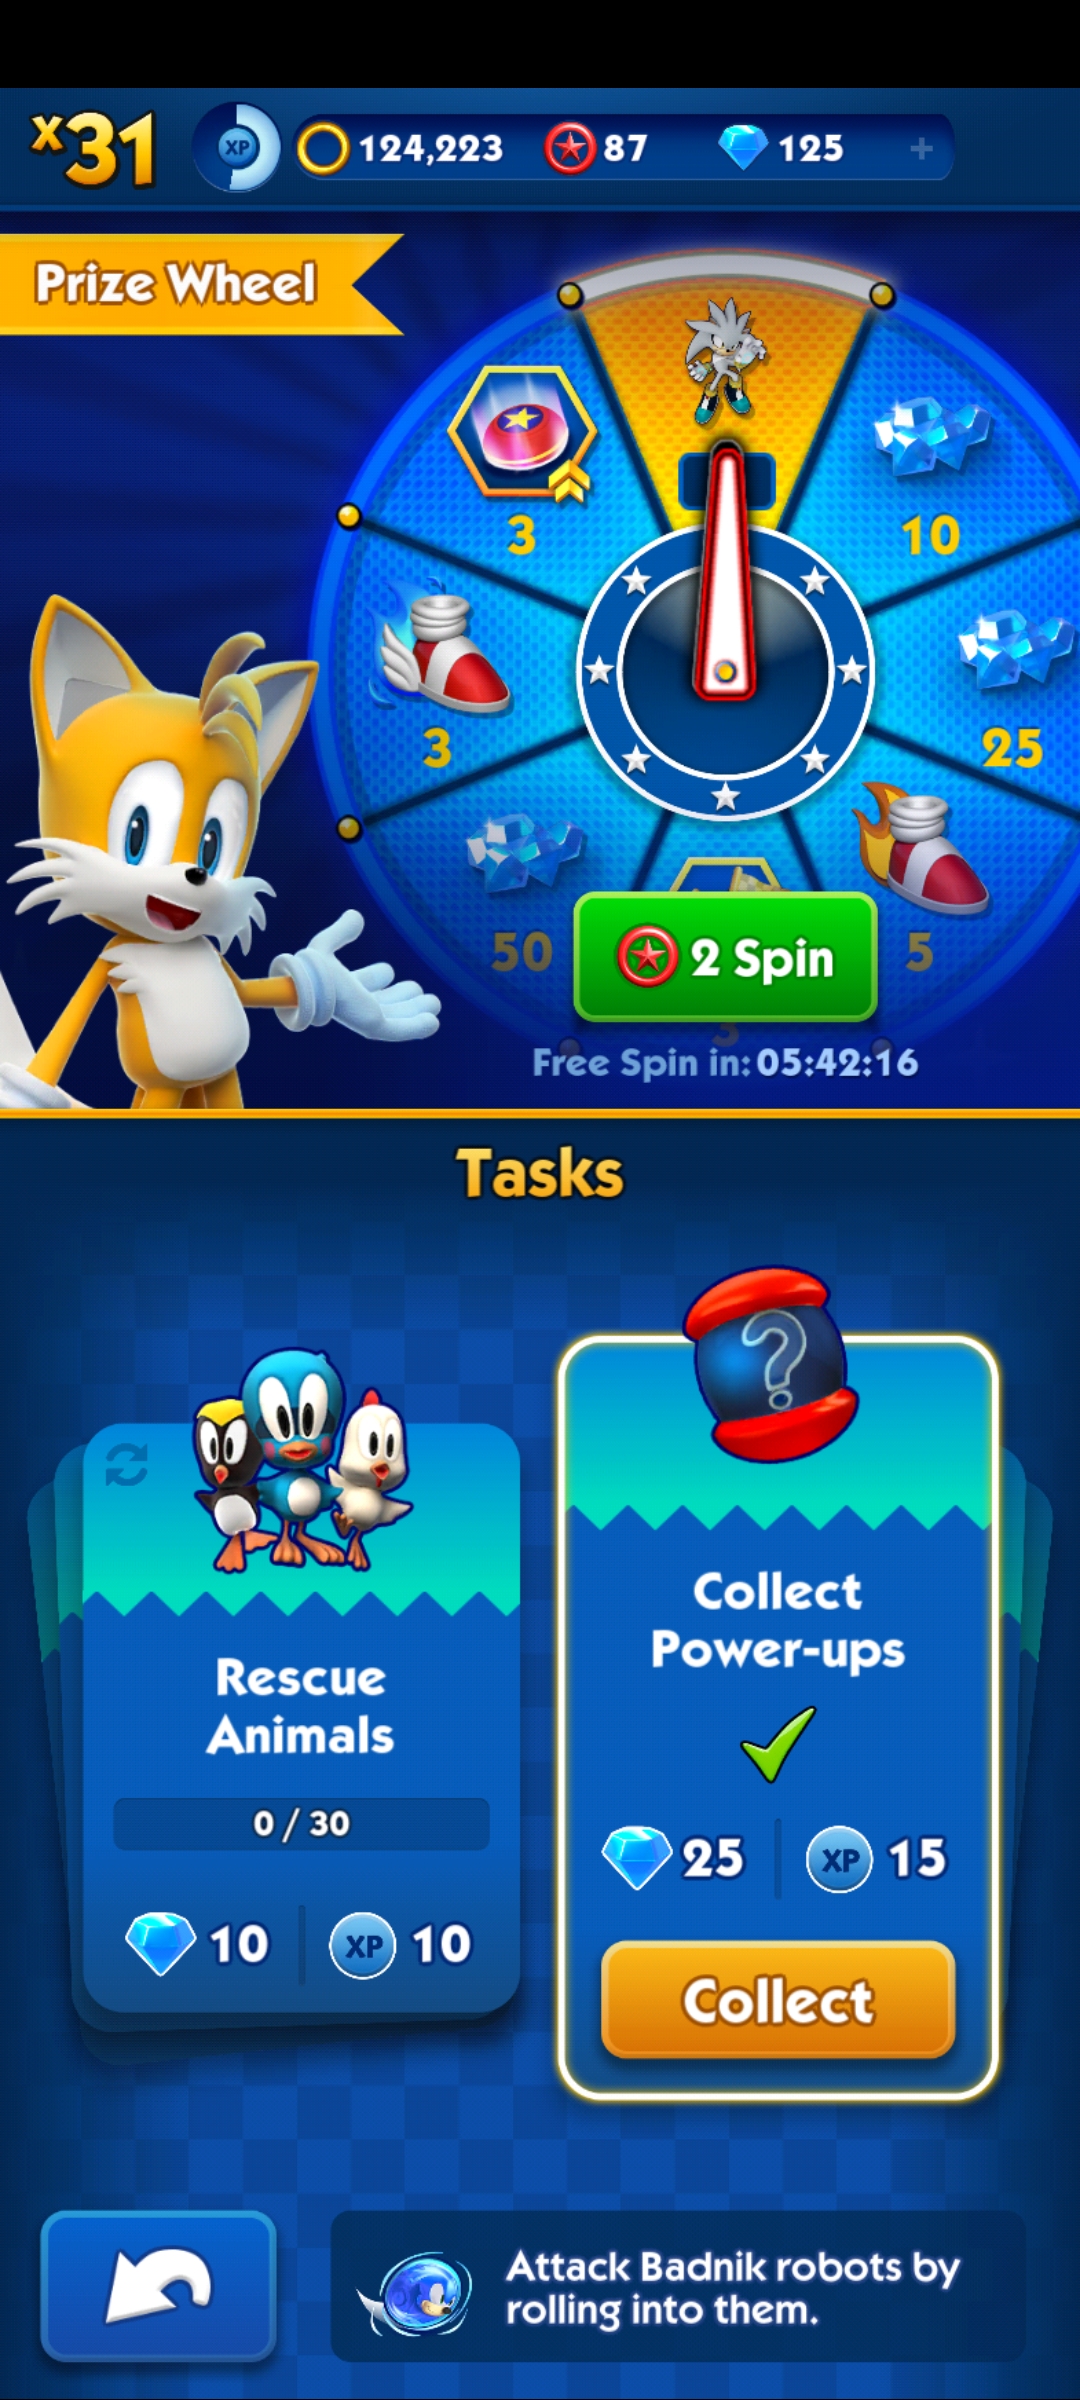 x31
XP
124,223
87
125
+
Prize Wheel
3
10
3
25
50
5
2 Spin
3
Free Spin in: 05:42:16
Tasks
?
Rescue
Animals
0 / 30
10
XP 10
Collect
Power-ups
25
XP 15
Collect
Attack Badnik robots by
rolling into them.